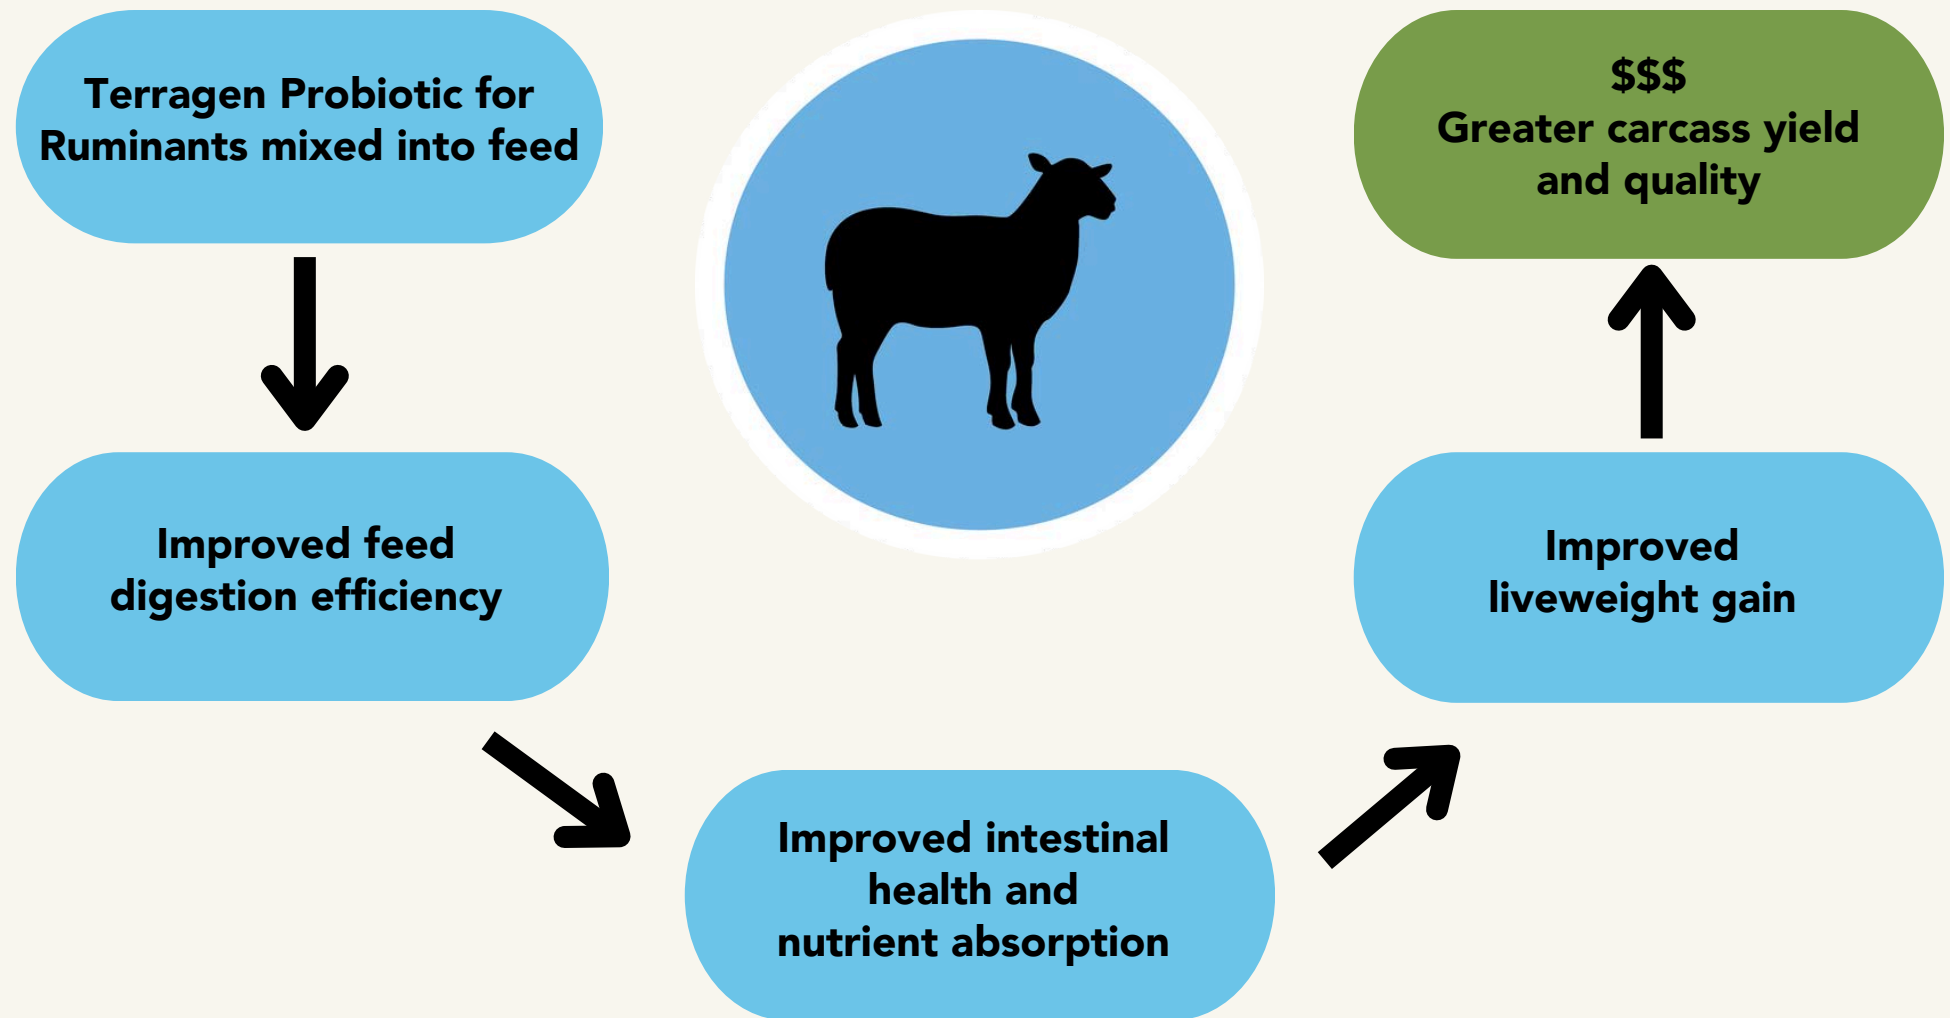 Terragen Probiotic for
Ruminants mixed into feed
Improved feed
digestion efficiency
Improved intestinal
health and
nutrient absorption
Improved
liveweight gain
$$$
Greater carcass yield
and quality